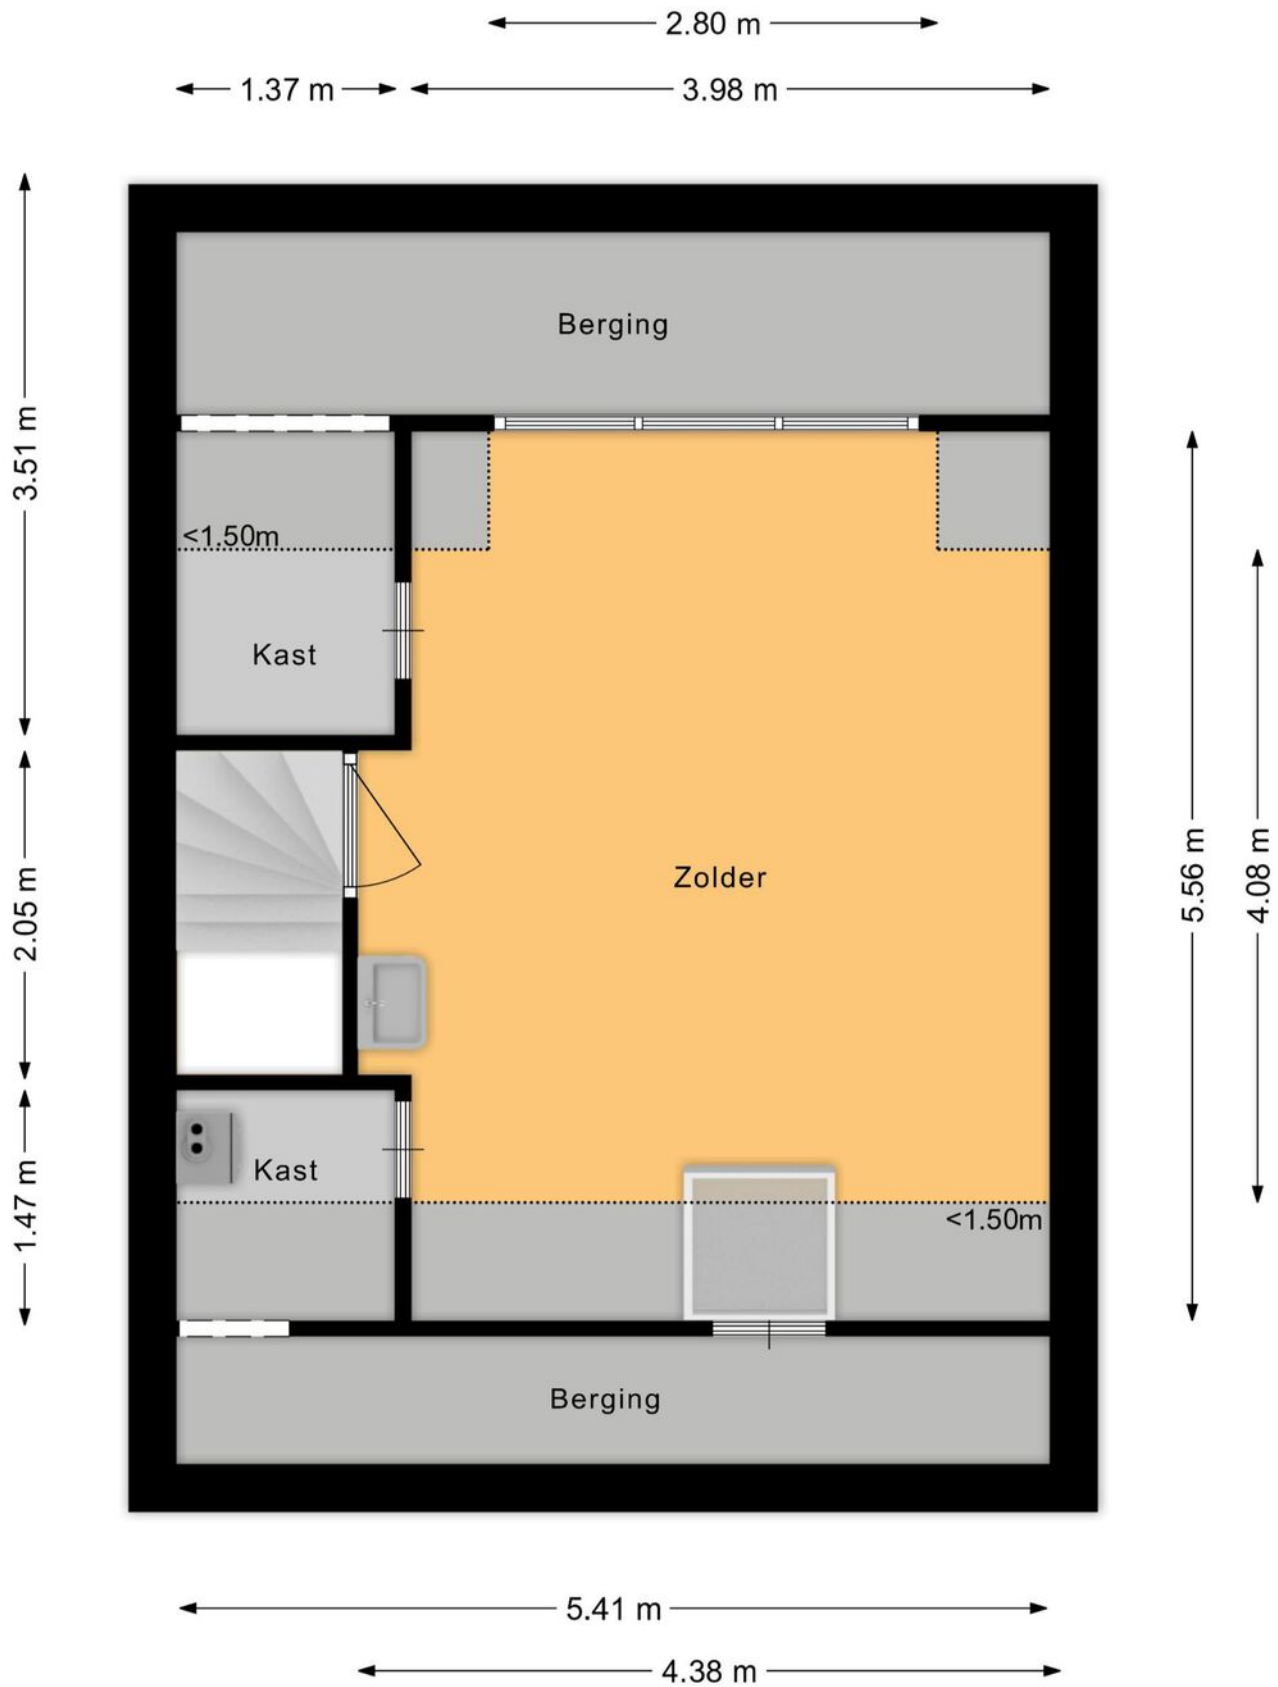 2.80 m
1.37 m
3.98 m
Berging
3.51 m
<1.50m
Kast
Zolder
2.05 m
5.56 m
4.08 m
Kast
1.47 m
<1.50m
Berging
5.41 m
4.38 m